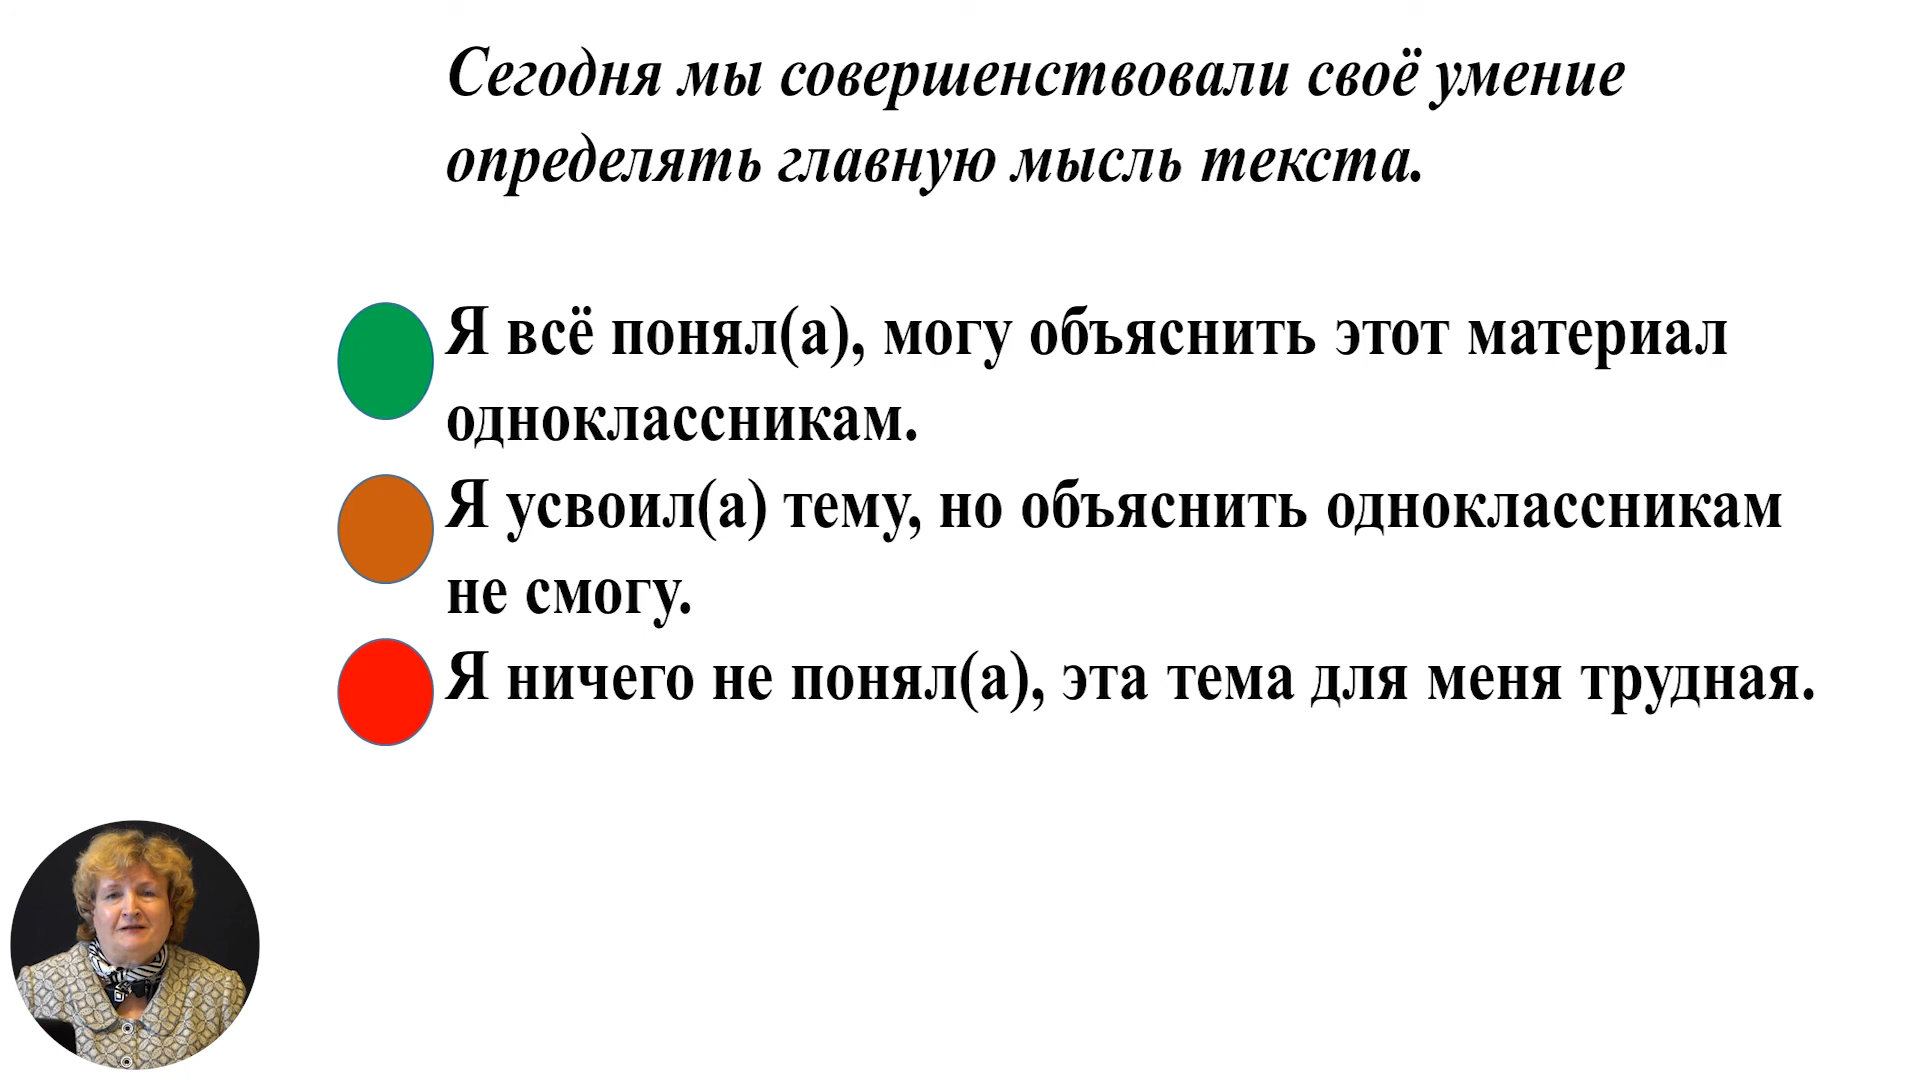 Сегодня мы совершенствовали своё умение
определять главную мысль текста.
Я всё понял(а), могу объяснить этот материал
одноклассникам.
Я усвоил(а) тему, но объяснить одноклассникам
не смогу.
Я ничего не понял(а), эта тема для меня трудная.